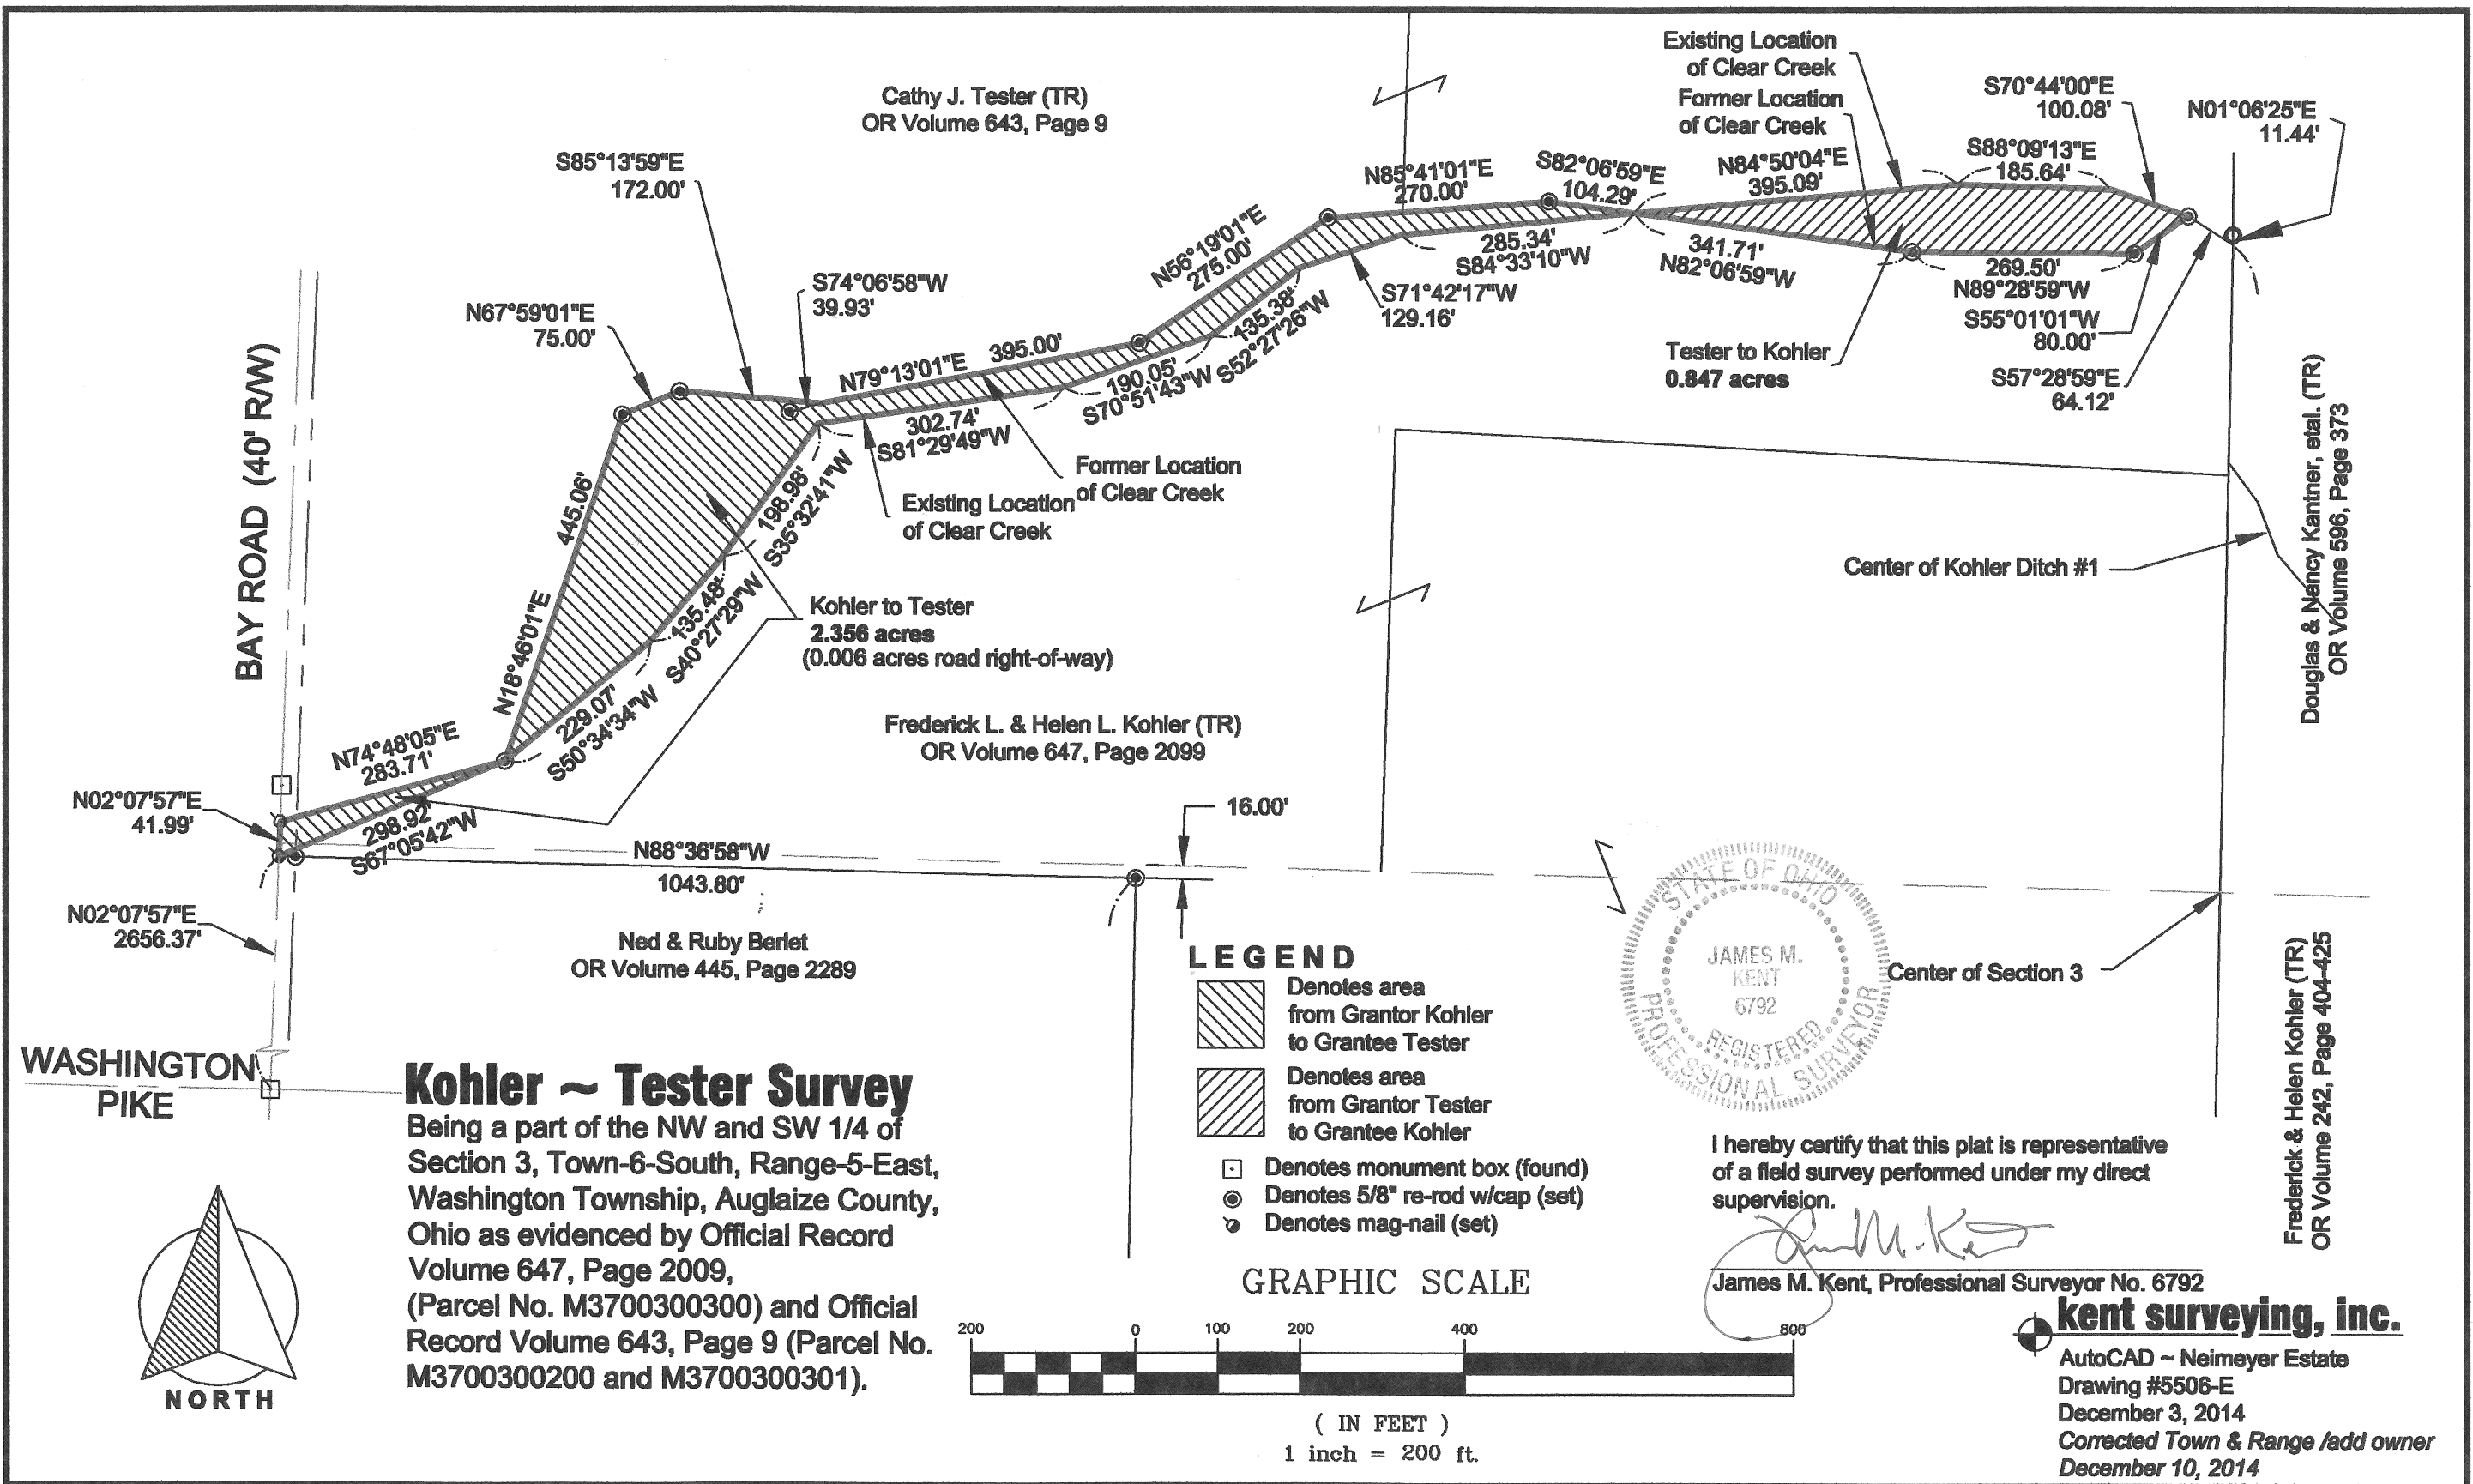 Cathy J. Tester (TR)
OR Volume 643, Page 9
Existing Location
of Clear Creek
Former Location
of Clear Creek
S70°44'00"E
100.08'
N01°06'25"E
11.44'
S85°13'59"E
172.00'
N85°41'01"E
270.00'
S82°06'59"E
104.29'
N84°50'04"E
395.09'
S88°09'13"E
185.64'
N67°59'01"E
75.00'
S74°06'58"W
39.93'
N56°19'01"E
275.00'
285.34'
S84°33'10"W
341.71'
N82°06'59"W
269.50'
N89°28'59"W
S71°42'17"W
129.16'
135.38'
S52°27'26"W
S55°01'01"W
80.00'
Tester to Kohler
0.847 acres
S57°28'59"E
64.12'
N79°13'01"E
395.00'
190.05'
S70°51'43"W
302.74'
S81°29'49"W
Former Location
of Clear Creek
Existing Location
of Clear Creek
BAY ROAD (40' R/W)
445.06'
N18°46'01"E
198.98'
S35°32'41"W
135.48'
S40°27'29"W
229.07'
S50°34'34"W
Kohler to Tester
2.356 acres
(0.006 acres road right-of-way)
Center of Kohler Ditch #1
Douglas & Nancy Kantner, etal. (TR)
OR Volume 596, Page 373
Frederick L. & Helen L. Kohler (TR)
OR Volume 647, Page 2099
N74°48'05"E
283.71'
N02°07'57"E
41.99'
298.92'
S67°05'42"W
N88°36'58"W
1043.80'
16.00'
N02°07'57"E
2656.37'
Ned & Ruby Berlet
OR Volume 445, Page 2289
Center of Section 3
Frederick & Helen Kohler (TR)
OR Volume 242, Page 404-425
WASHINGTON
PIKE
LEGEND
Denotes area
from Grantor Kohler
to Grantee Tester
Denotes area
from Grantor Tester
to Grantee Kohler
Denotes monument box (found)
Denotes 5/8" re-rod w/cap (set)
Denotes mag-nail (set)
STATE OF OHIO
JAMES M.
KENT
6792
REGISTERED
PROFESSIONAL SURVEYOR
Kohler ~ Tester Survey
Being a part of the NW and SW 1/4 of
Section 3, Town-6-South, Range-5-East,
Washington Township, Auglaize County,
Ohio as evidenced by Official Record
Volume 647, Page 2009,
(Parcel No. M3700300300) and Official
Record Volume 643, Page 9 (Parcel No.
M3700300200 and M3700300301).
NORTH
I hereby certify that this plat is representative
of a field survey performed under my direct
supervision.
James M. Kent, Professional Surveyor No. 6792
GRAPHIC SCALE
200 0 100 200 400 800
( IN FEET )
1 inch = 200 ft.
kent surveying, inc.
AutoCAD ~ Neimeyer Estate
Drawing #5506-E
December 3, 2014
Corrected Town & Range /add owner
December 10, 2014